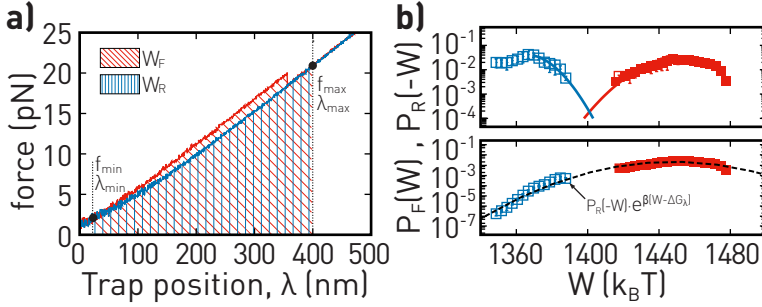 a)
W_F
W_R
f_max
λ_max
f_min
λ_min
force (pN)
25
20
15
10
5
0
0 100 200 300 400 500
Trap position, λ (nm)
b)
P_F(W) , P_R(-W)
10^-1
10^-2
10^-3
10^-4
10^-1
10^-3
10^-5
10^-7
P_R(-W)·e^β(W-ΔG_λ)
1360 1400 1440 1480
W (k_BT)